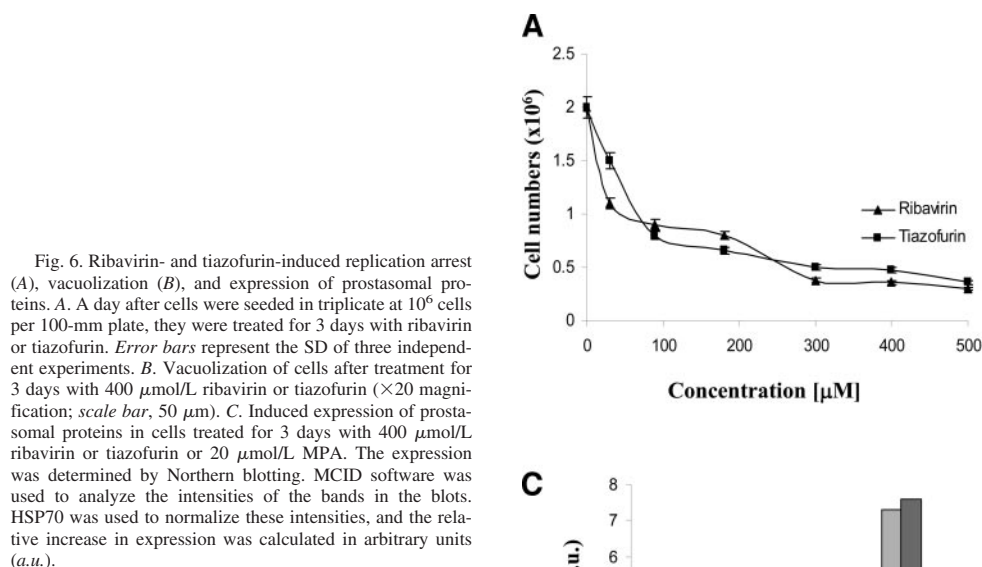 Fig. 6. Ribavirin- and tiazofurin-induced replication arrest
(A), vacuolization (B), and expression of prostasomal pro-
teins. A. A day after cells were seeded in triplicate at 10⁶ cells
per 100-mm plate, they were treated for 3 days with ribavirin
or tiazofurin. Error bars represent the SD of three independ-
ent experiments. B. Vacuolization of cells after treatment for
3 days with 400 μmol/L ribavirin or tiazofurin (×20 magni-
fication; scale bar, 50 μm). C. Induced expression of prosta-
somal proteins in cells treated for 3 days with 400 μmol/L
ribavirin or tiazofurin or 20 μmol/L MPA. The expression
was determined by Northern blotting. MCID software was
used to analyze the intensities of the bands in the blots.
HSP70 was used to normalize these intensities, and the rela-
tive increase in expression was calculated in arbitrary units
(a.u.).
A
Cell numbers (x10⁶)
2.5
2
1.5
1
0.5
0
Ribavirin
Tiazofurin
0 100 200 300 400 500
Concentration [μM]
C
8
7
6
.u.)